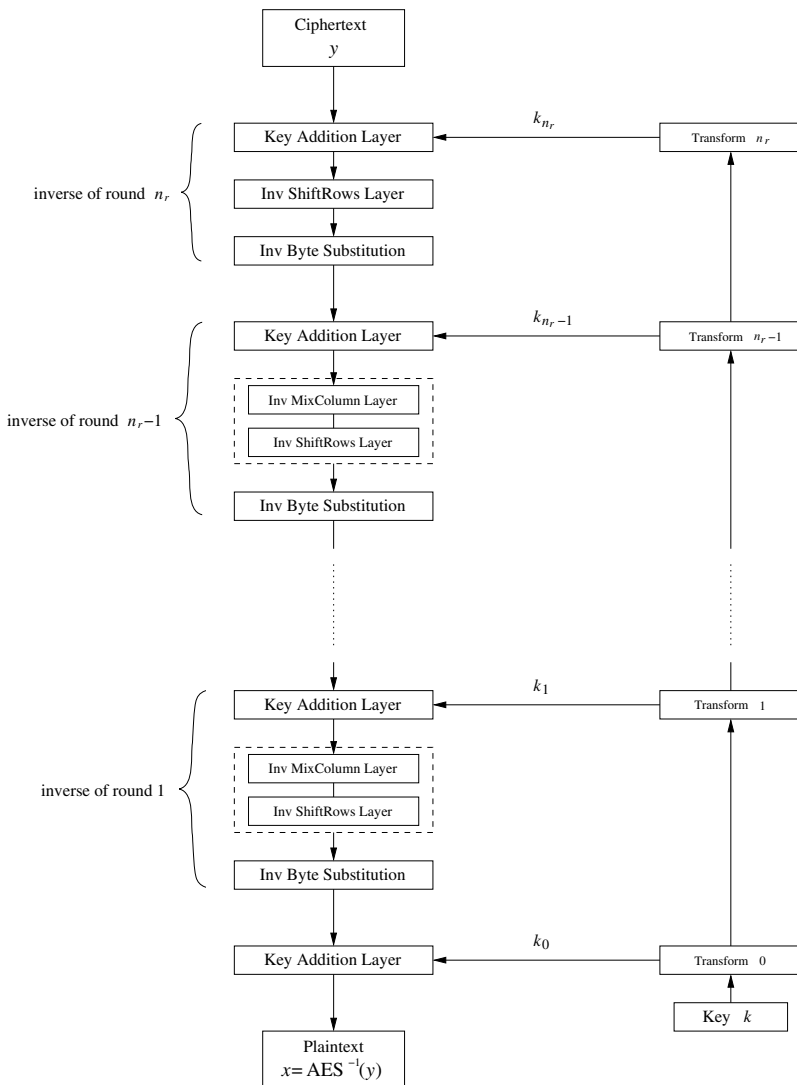 Ciphertext
y
k_{n_r}
Key Addition Layer
Transform n_r
inverse of round n_r
Inv ShiftRows Layer
Inv Byte Substitution
k_{n_r−1}
Key Addition Layer
Transform n_r−1
Inv MixColumn Layer
inverse of round n_r−1
Inv ShiftRows Layer
Inv Byte Substitution
k_1
Key Addition Layer
Transform 1
Inv MixColumn Layer
inverse of round 1
Inv ShiftRows Layer
Inv Byte Substitution
k_0
Key Addition Layer
Transform 0
Key k
Plaintext
x= AES^{−1}(y)